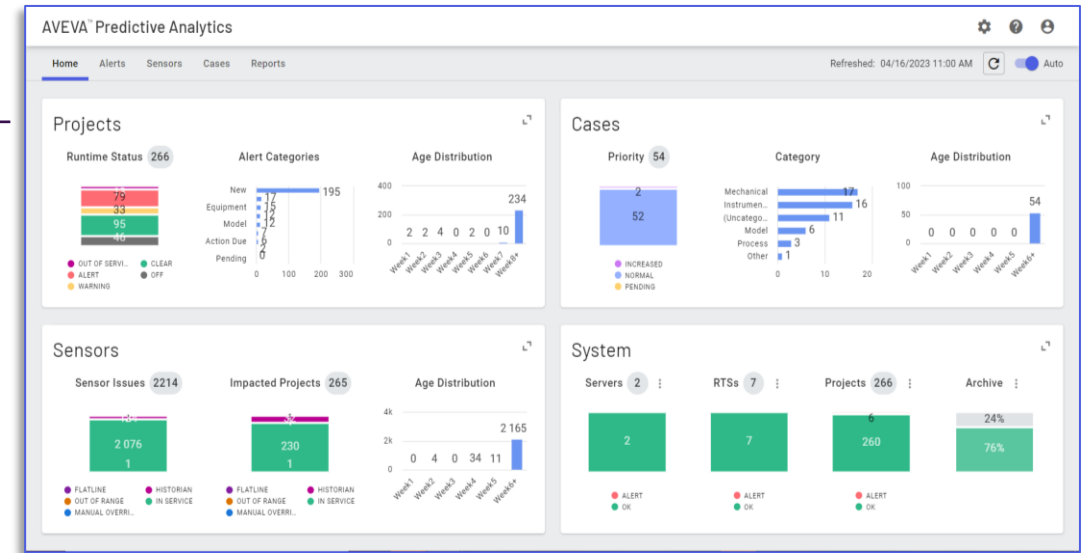 AVEVA™ Predictive Analytics
Home Alerts Sensors Cases Reports
Refreshed: 04/16/2023 11:00 AM Auto
Projects
Runtime Status 266
79
33
95
46
OUT OF SERVI..
CLEAR
ALERT
OFF
WARNING
Alert Categories
New 195
17
Equipment 15
12
Model 12
7
Action Due 6
2
Pending 0
0 100 200 300
Age Distribution
400
200
0
2 2 4 0 2 0 10 234
Week1 Week2 Week3 Week4 Week5 Week6 Week7 Week8+
Cases
Priority 54
2
52
INCREASED
NORMAL
PENDING
Category
Mechanical 17
Instrumen... 16
(Uncatego... 11
Model 6
Process 3
Other 1
0 10 20
Age Distribution
100
50
0
0 0 0 0 0 54
Week1 Week2 Week3 Week4 Week5 Week6+
Sensors
Sensor Issues 2214
2 076
1
FLATLINE
HISTORIAN
OUT OF RANGE
IN SERVICE
MANUAL OVERRI..
Impacted Projects 265
230
1
FLATLINE
HISTORIAN
OUT OF RANGE
IN SERVICE
MANUAL OVERRI..
Age Distribution
4k
2k
0
0 4 0 34 11 2 165
Week1 Week2 Week3 Week4 Week5 Week6+
System
Servers 2
2
ALERT
OK
RTSs 7
7
ALERT
OK
Projects 266
6
260
ALERT
OK
Archive
24%
76%